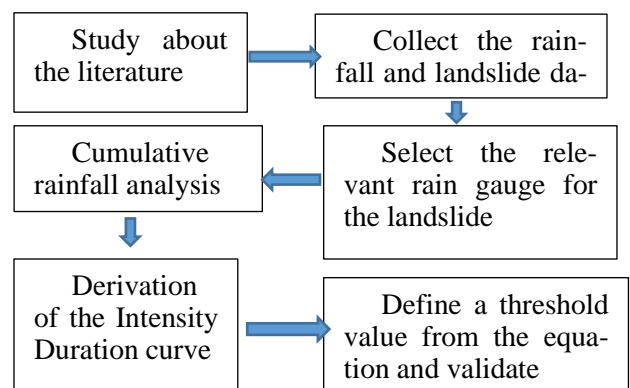 Study about
the literature
Collect the rain-
fall and landslide da-
Select the rele-
vant rain gauge for
the landslide
Cumulative
rainfall analysis
Derivation
of the Intensity
Duration curve
Define a threshold
value from the equa-
tion and validate